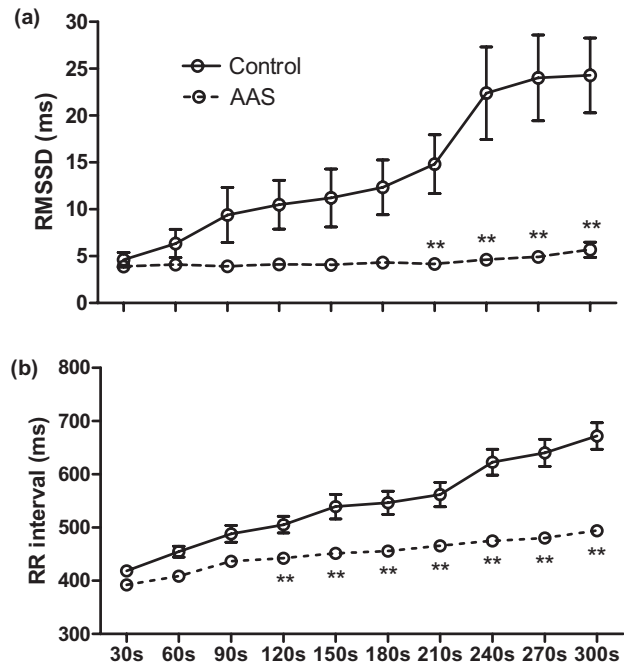 (a)
30
25
20
15
10
5
0
RMSSD (ms)
Control
AAS
** ** ** **
(b)
800
700
600
500
400
300
RR interval (ms)
** ** ** ** ** ** **
30s 60s 90s 120s 150s 180s 210s 240s 270s 300s